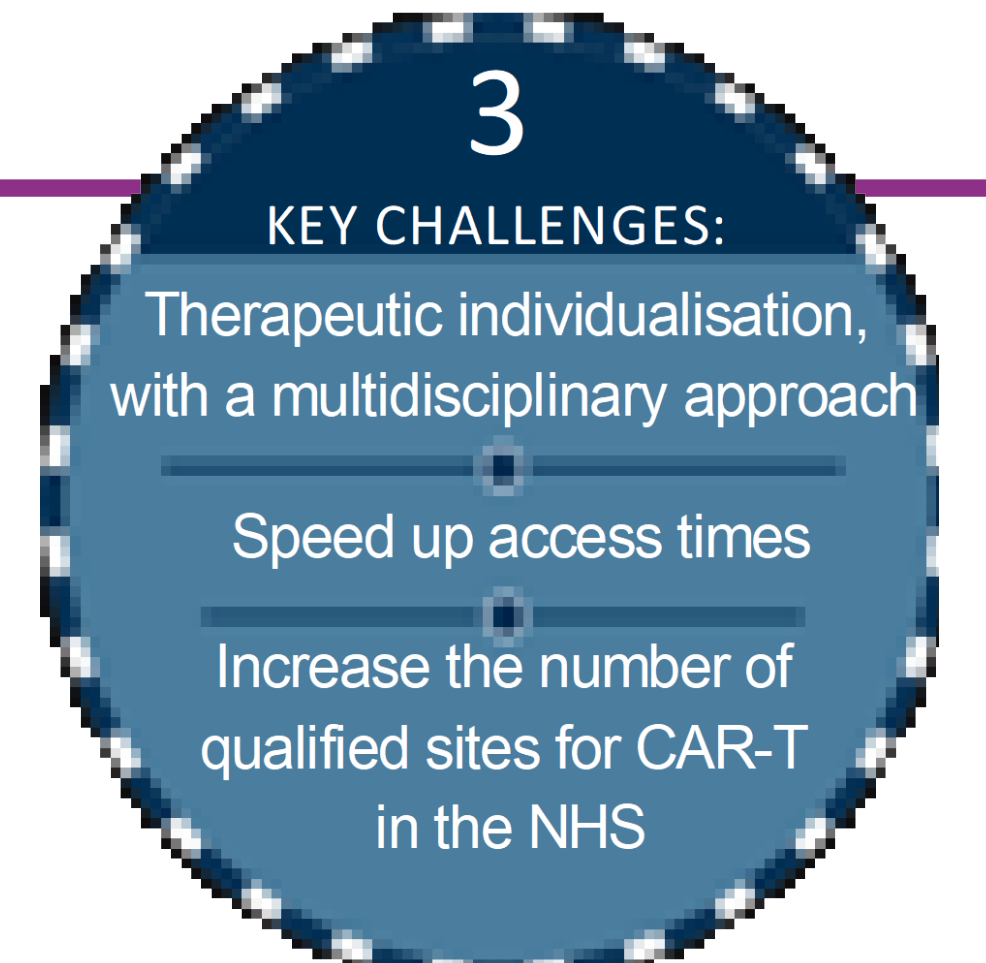 3
KEY CHALLENGES:
Therapeutic individualisation,
with a multidisciplinary approach
Speed up access times
Increase the number of
qualified sites for CAR-T
in the NHS